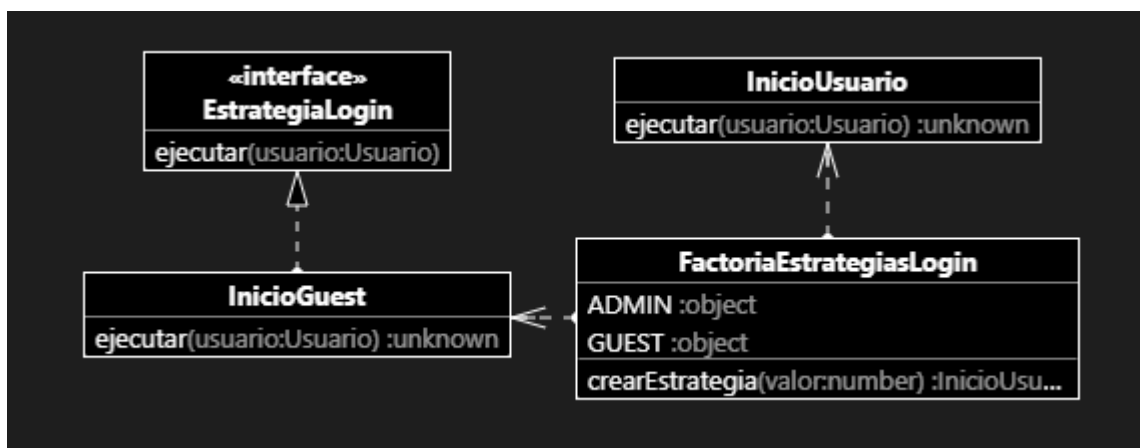 «interface»
EstrategiaLogin
ejecutar(usuario:Usuario)
InicioUsuario
ejecutar(usuario:Usuario) :unknown
InicioGuest
ejecutar(usuario:Usuario) :unknown
FactoriaEstrategiasLogin
ADMIN :object
GUEST :object
crearEstrategia(valor:number) :InicioUsu...